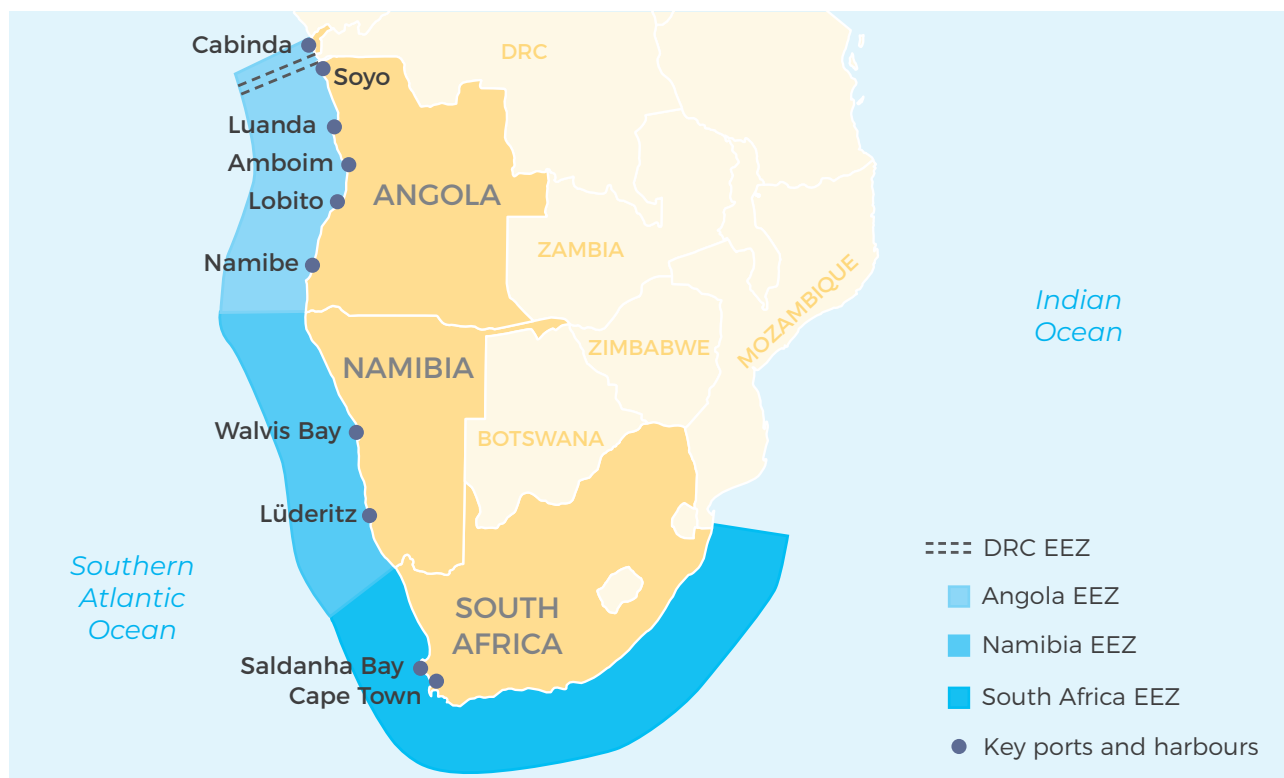 Cabinda
DRC
Soyo
Luanda
Amboim
ANGOLA
Lobito
ZAMBIA
Namibe
MOZAMBIQUE
Indian
Ocean
ZIMBABWE
NAMIBIA
Walvis Bay
BOTSWANA
Lüderitz
Southern
Atlantic
Ocean
SOUTH
AFRICA
Saldanha Bay
Cape Town
DRC EEZ
Angola EEZ
Namibia EEZ
South Africa EEZ
Key ports and harbours